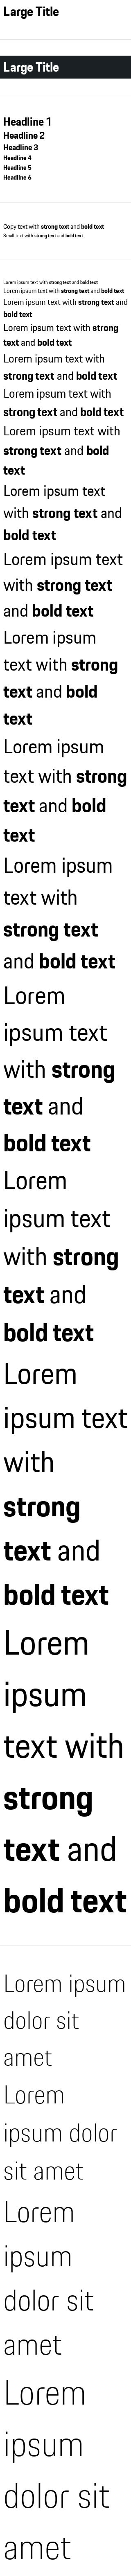 Large Title
Large Title
Headline 1
Headline 2
Headline 3
Headline 4
Headline 5
Headline 6
Copy text with strong text and bold text
Small text with strong text and bold text
Lorem ipsum text with strong text and bold text
Lorem ipsum text with strong text and bold text
Lorem ipsum text with strong text and
bold text
Lorem ipsum text with strong
text and bold text
Lorem ipsum text with
strong text and bold text
Lorem ipsum text with
strong text and bold text
Lorem ipsum text with
strong text and bold
text
Lorem ipsum text
with strong text and
bold text
Lorem ipsum text
with strong text
and bold text
Lorem ipsum
text with strong
text and bold
text
Lorem ipsum
text with strong
text and bold
text
Lorem ipsum
text with
strong text
and bold text
Lorem
ipsum text
with strong
text and
bold text
Lorem
ipsum text
with strong
text and
bold text
Lorem
ipsum text
with
strong
text and
bold text
Lorem
ipsum
text with
strong
text and
bold text
Lorem ipsum
dolor sit
amet
Lorem
ipsum dolor
sit amet
Lorem
ipsum
dolor sit
amet
Lorem
ipsum
dolor sit
amet